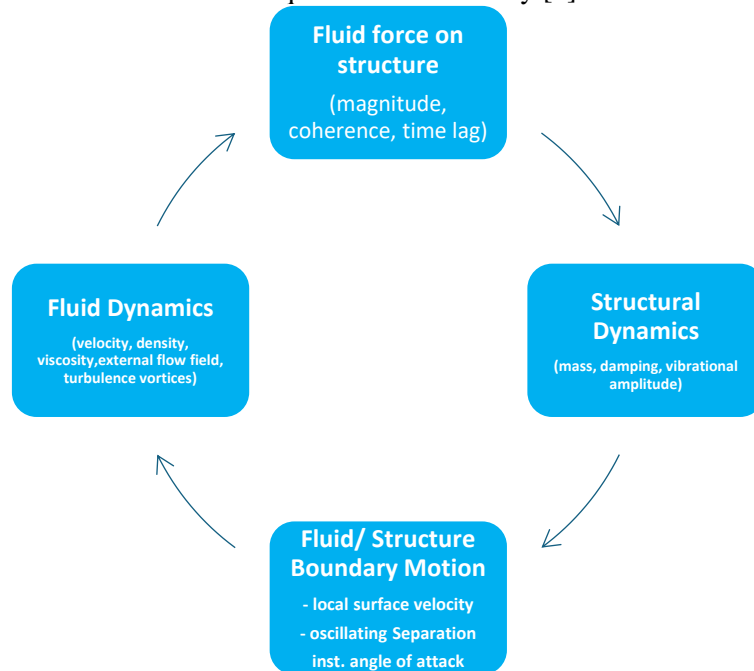 Fluid force on
structure
(magnitude,
coherence, time lag)
Fluid Dynamics
(velocity, density,
viscosity,external flow field,
turbulence vortices)
Structural
Dynamics
(mass, damping, vibrational
amplitude)
Fluid/ Structure
Boundary Motion
- local surface velocity
- oscillating Separation
inst. angle of attack